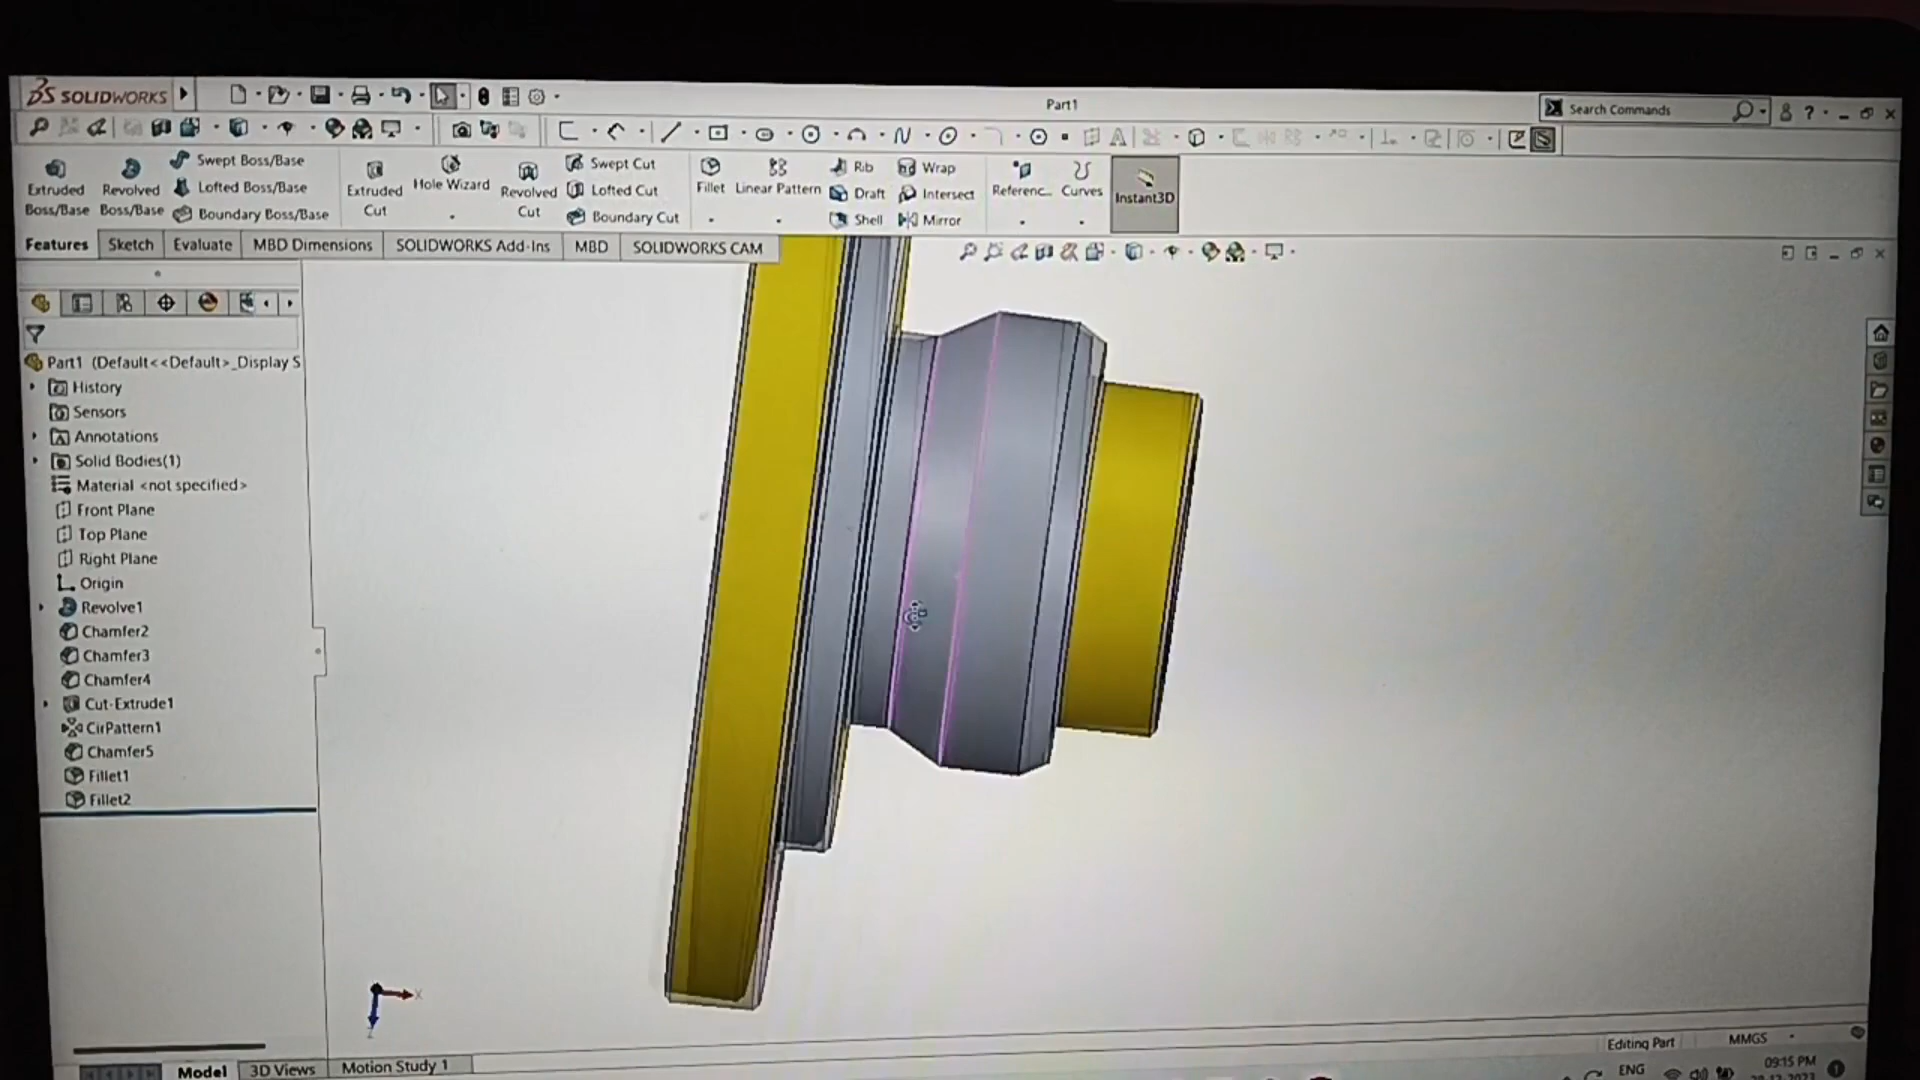 SOLIDWORKS
Part1
Search Commands
Extruded Boss/Base
Revolved Boss/Base
Swept Boss/Base
Lofted Boss/Base
Boundary Boss/Base
Extruded Cut
Hole Wizard
Revolved Cut
Swept Cut
Lofted Cut
Boundary Cut
Fillet
Linear Pattern
Rib
Draft
Shell
Wrap
Intersect
Mirror
Referenc...
Curves
Instant3D
Features
Sketch
Evaluate
MBD Dimensions
SOLIDWORKS Add-Ins
MBD
SOLIDWORKS CAM
Part1 (Default<<Default>_Display S
History
Sensors
Annotations
Solid Bodies(1)
Material <not specified>
Front Plane
Top Plane
Right Plane
Origin
Revolve1
Chamfer2
Chamfer3
Chamfer4
Cut-Extrude1
CirPattern1
Chamfer5
Fillet1
Fillet2
X
Z
Model
3D Views
Motion Study 1
Editing Part
MMGS
ENG
09:15 PM